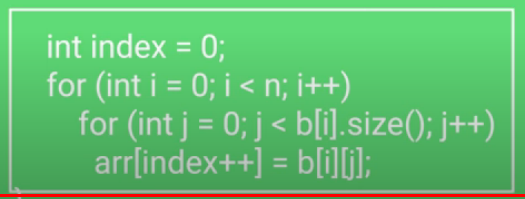 int index = 0;
for (int i = 0; i < n; i++)
for (int j = 0; j < b[i].size(); j++)
arr[index++] = b[i][j];